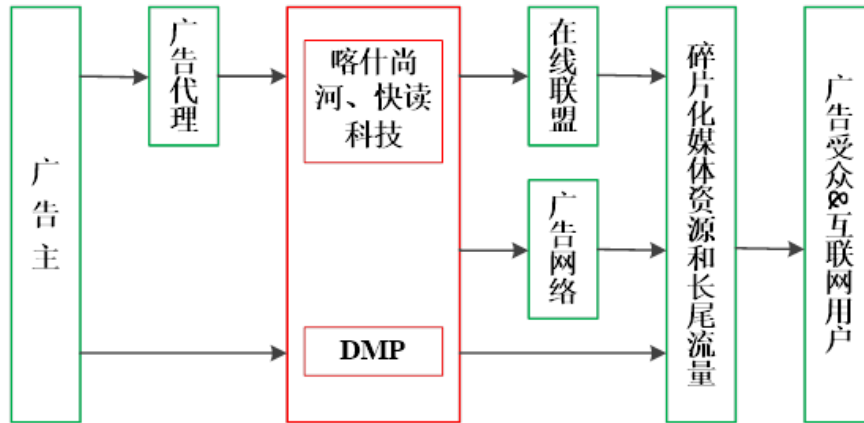 广告主
广告代理
喀什尚
河、快读
科技
DMP
在线联盟
广告网络
碎片化媒体资源和长尾流量
广告受众&互联网用户